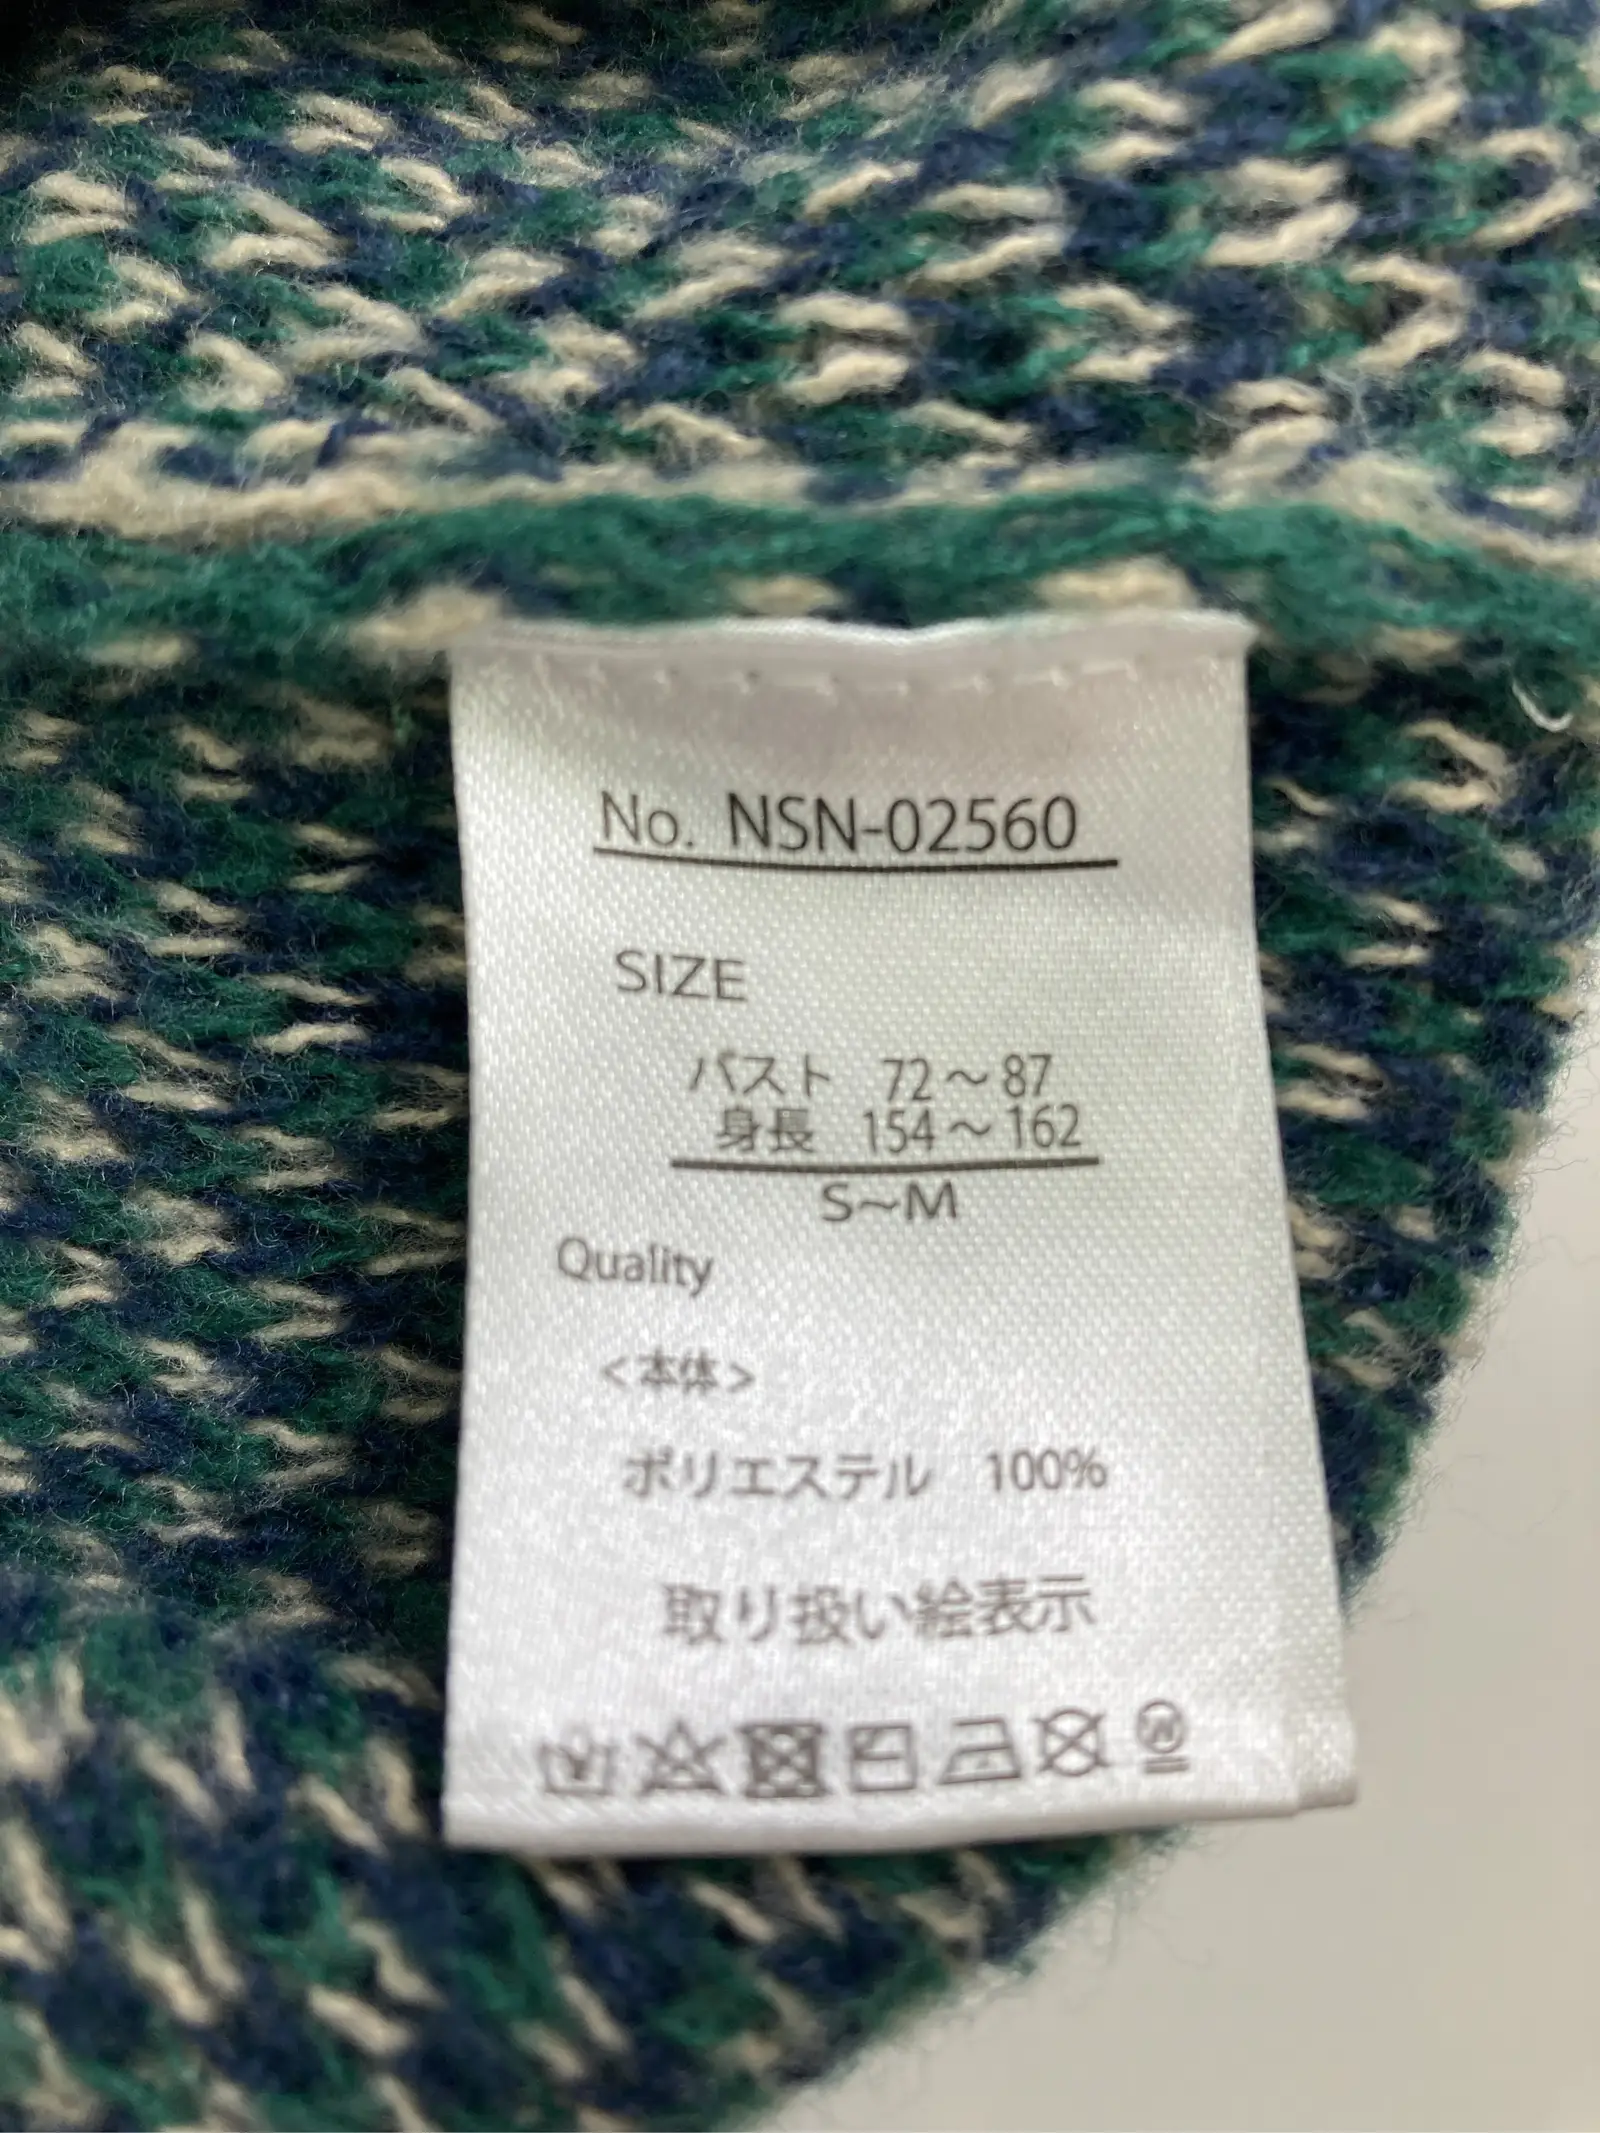 No. NSN-02560
SIZE
バスト 72～87
身長 154～162
S～M
Quality
<本体>
ポリエステル 100%
取り扱い絵表示
W